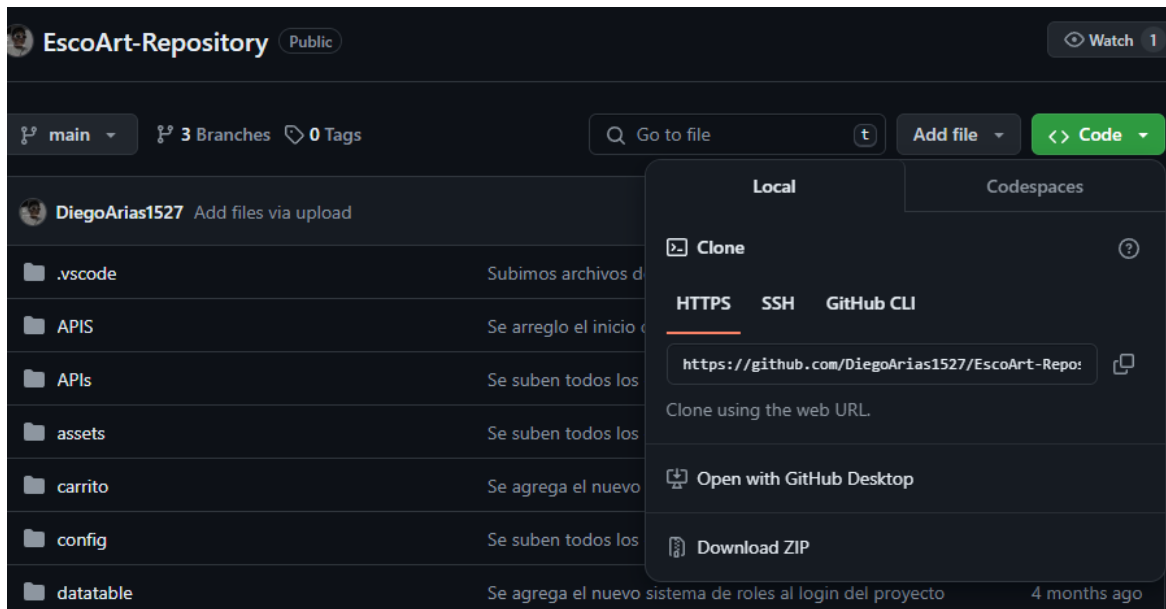 EscoArt-Repository Public Watch 1
main 3 Branches 0 Tags Go to file t Add file Code
Local Codespaces
DiegoArias1527 Add files via upload
Clone
.vscode Subimos archivos d
HTTPS SSH GitHub CLI
APIS Se arreglo el inicio
https://github.com/DiegoArias1527/EscoArt-Repos
APIs Se suben todos los
Clone using the web URL.
assets Se suben todos los
Open with GitHub Desktop
carrito Se agrega el nuevo
config Se suben todos los
Download ZIP
datatable Se agrega el nuevo sistema de roles al login del proyecto 4 months ago